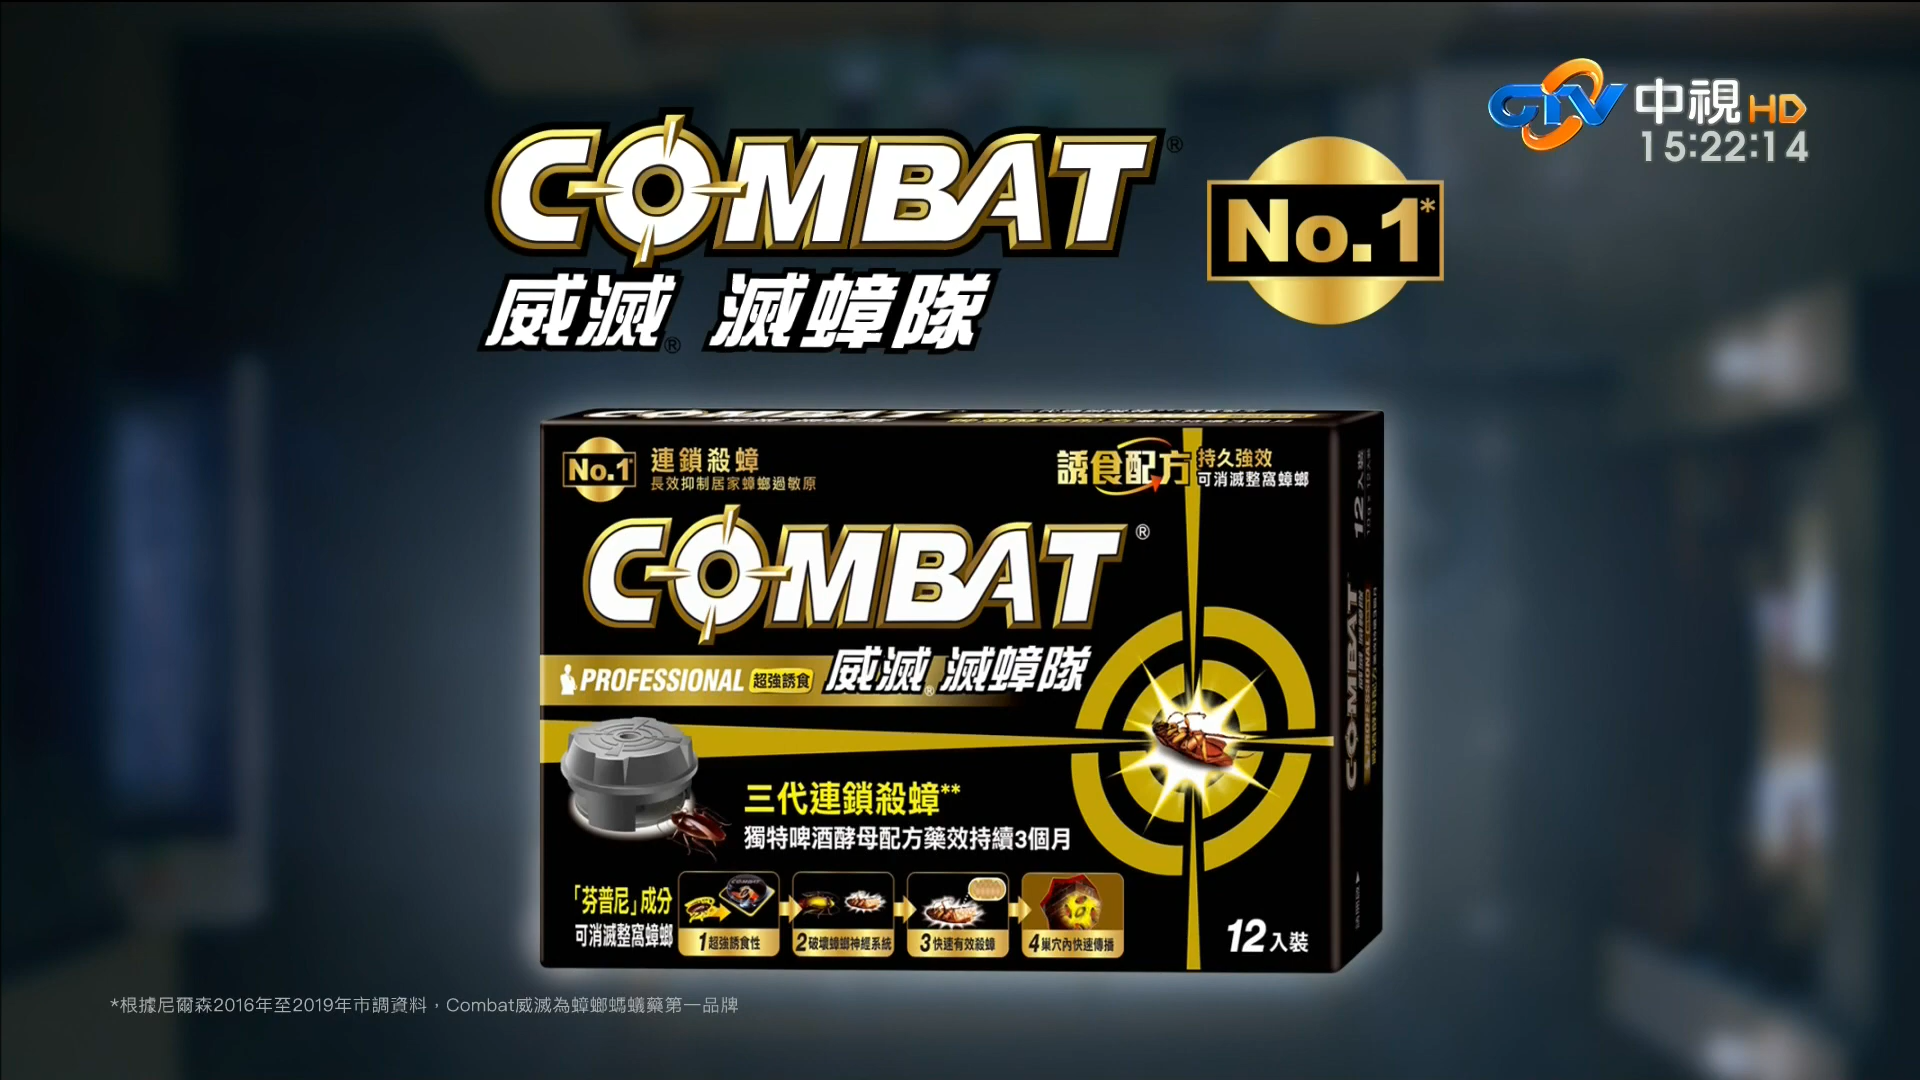 CTV 中視HD
15:22:14
COMBAT®
No.1*
威滅® 滅蟑隊
No.1*
連鎖殺蟑
長效抑制居家蟑螂過敏原
誘食配方
持久強效
可消滅整窩蟑螂
COMBAT®
PROFESSIONAL 超強誘食 威滅® 滅蟑隊
三代連鎖殺蟑**
獨特啤酒酵母配方藥效持續3個月
「芬普尼」成分
可消滅整窩蟑螂
1超強誘食性
2破壞蟑螂神經系統
3快速有效殺蟑
4巢穴內快速傳播
12入裝
12入裝
COMBAT
*根據尼爾森2016年至2019年市調資料，Combat威滅為蟑螂螞蟻藥第一品牌